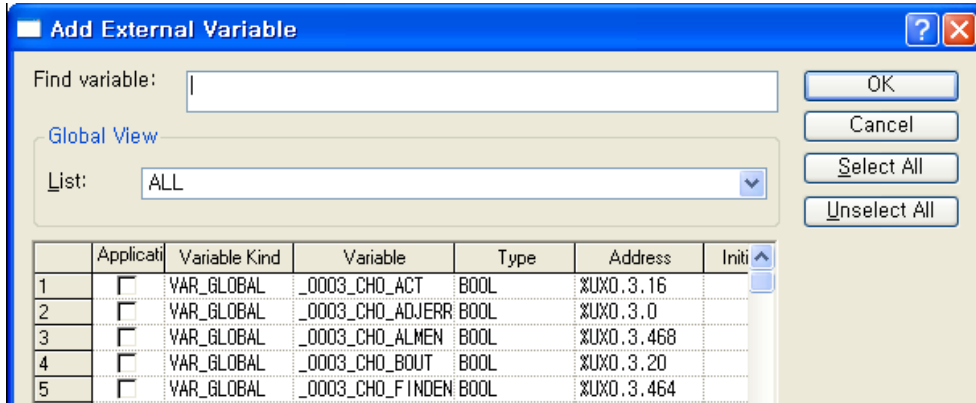 Add External Variable
Find variable:
OK
Cancel
Global View
Select All
List: ALL
Unselect All
Applicati Variable Kind Variable Type Address Initi
1 VAR_GLOBAL _0003_CH0_ACT BOOL %UX0.3.16
2 VAR_GLOBAL _0003_CH0_ADJERR BOOL %UX0.3.0
3 VAR_GLOBAL _0003_CH0_ALMEN BOOL %UX0.3.468
4 VAR_GLOBAL _0003_CH0_BOUT BOOL %UX0.3.20
5 VAR_GLOBAL _0003_CH0_FINDEN BOOL %UX0.3.464